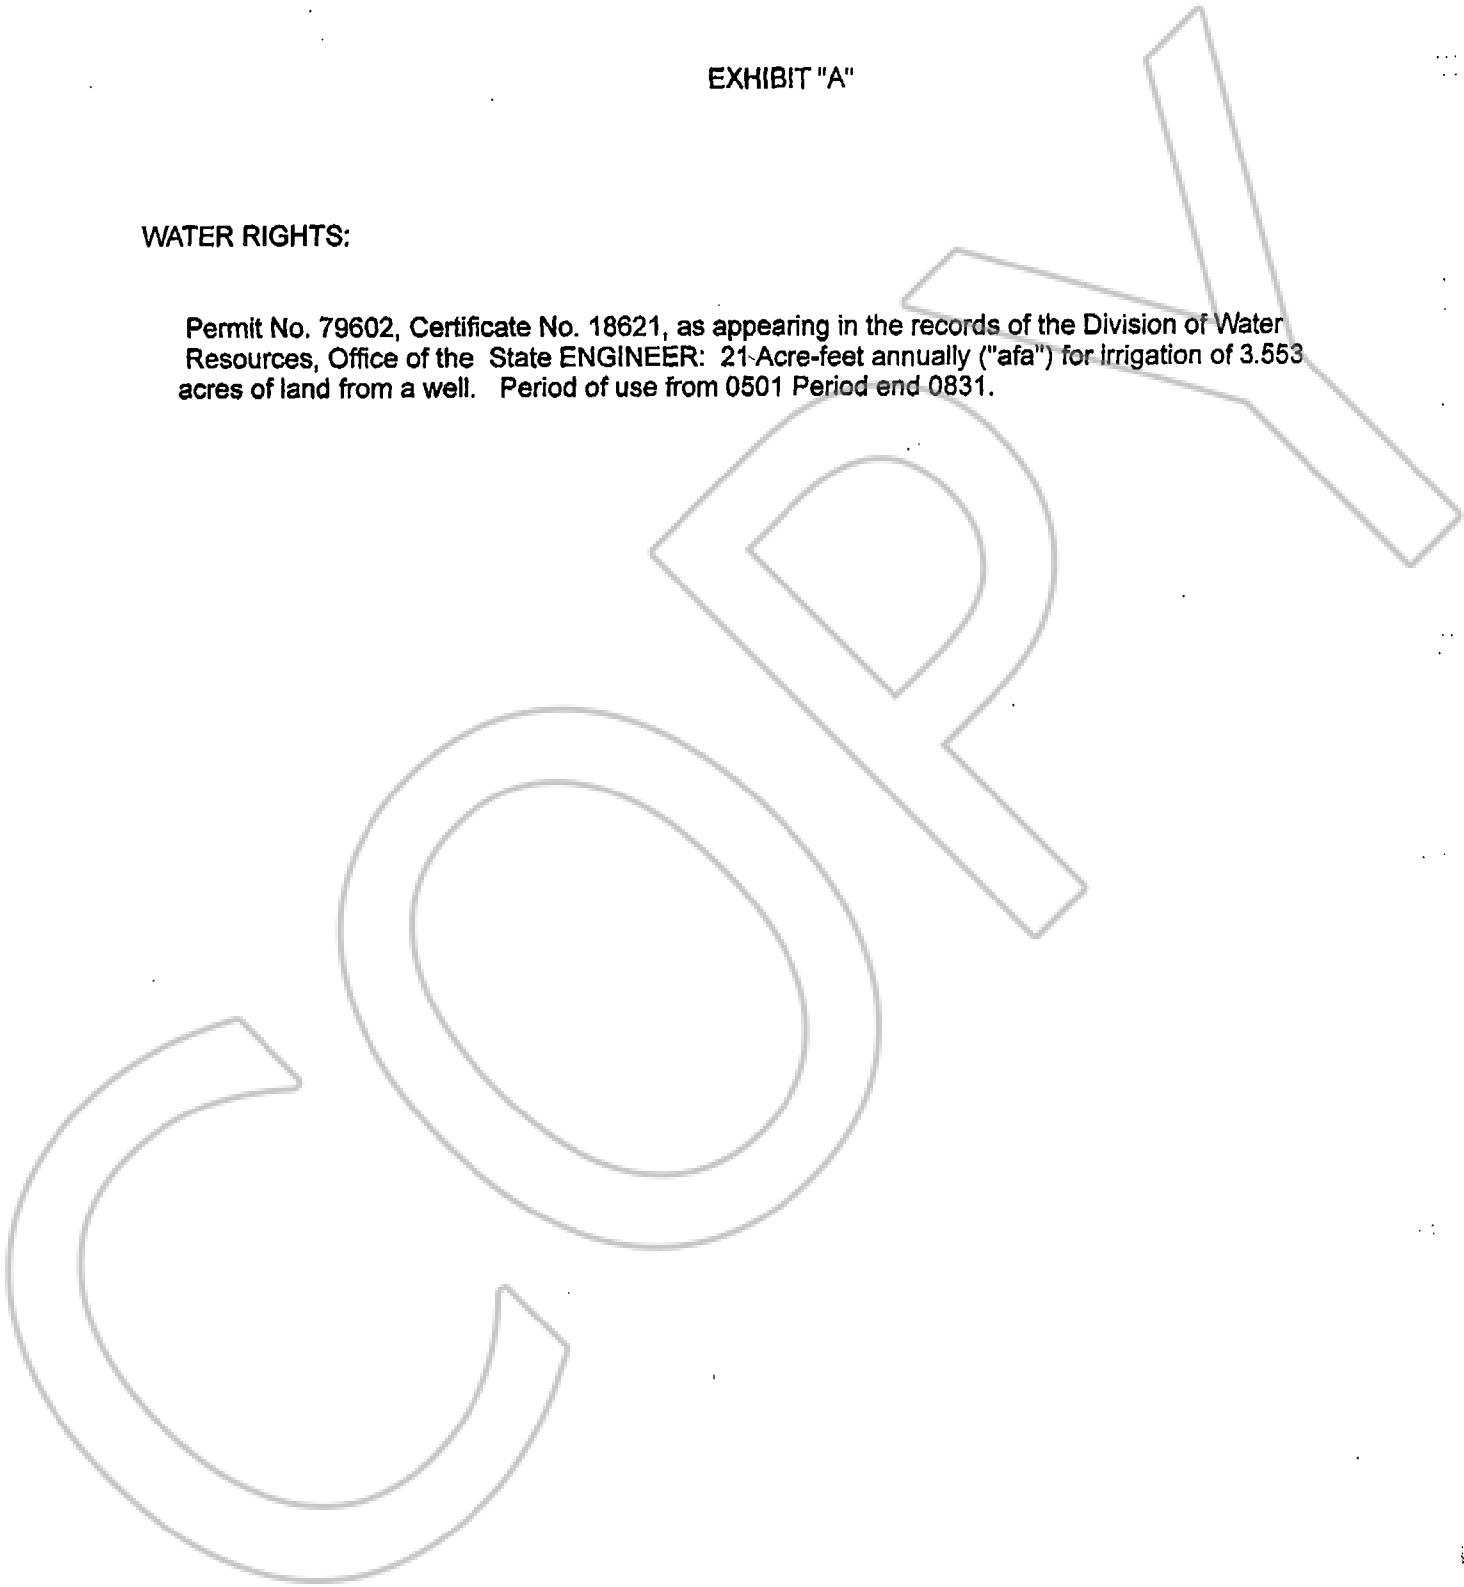 EXHIBIT "A"
WATER RIGHTS:
Permit No. 79602, Certificate No. 18621, as appearing in the records of the Division of Water
Resources, Office of the State ENGINEER: 21 Acre-feet annually ("afa") for irrigation of 3.553
acres of land from a well. Period of use from 0501 Period end 0831.
COPY